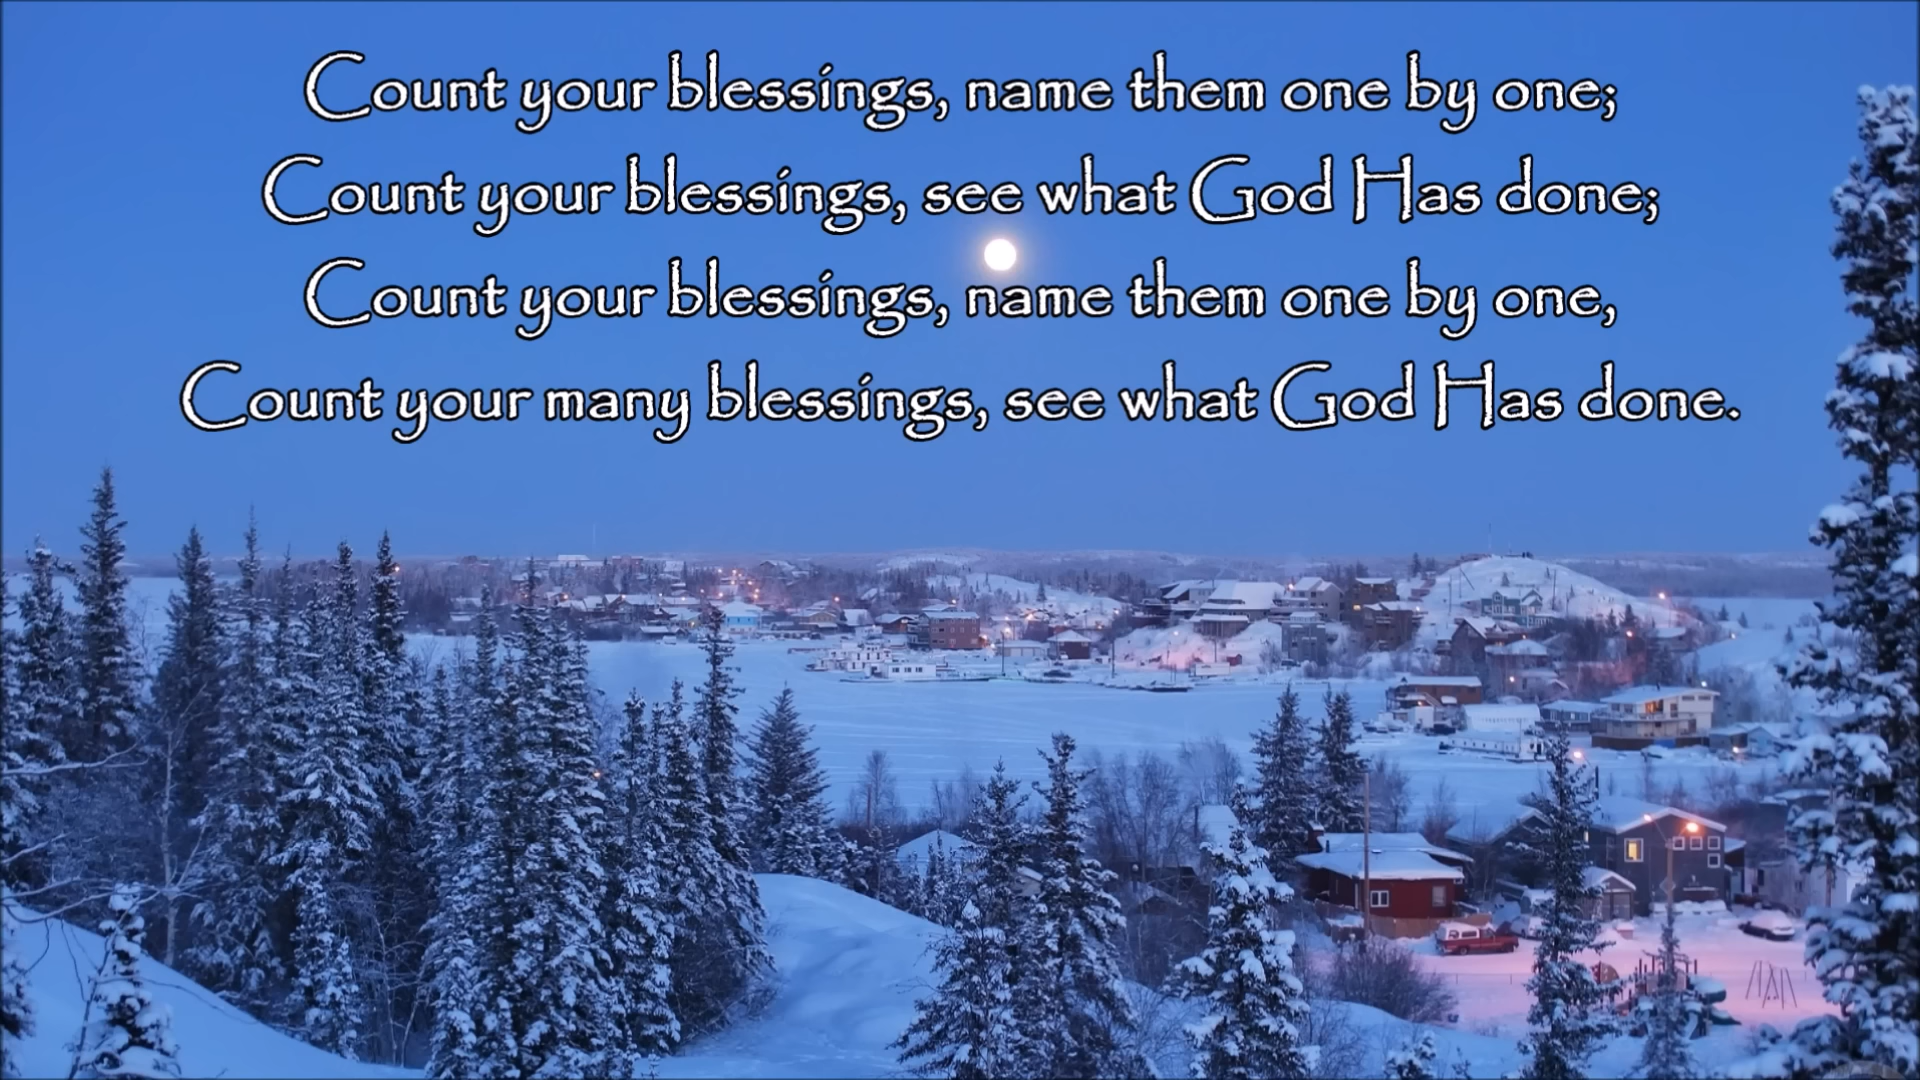 Count your blessings, name them one by one;
Count your blessings, see what God Has done;
Count your blessings, name them one by one,
Count your many blessings, see what God Has done.